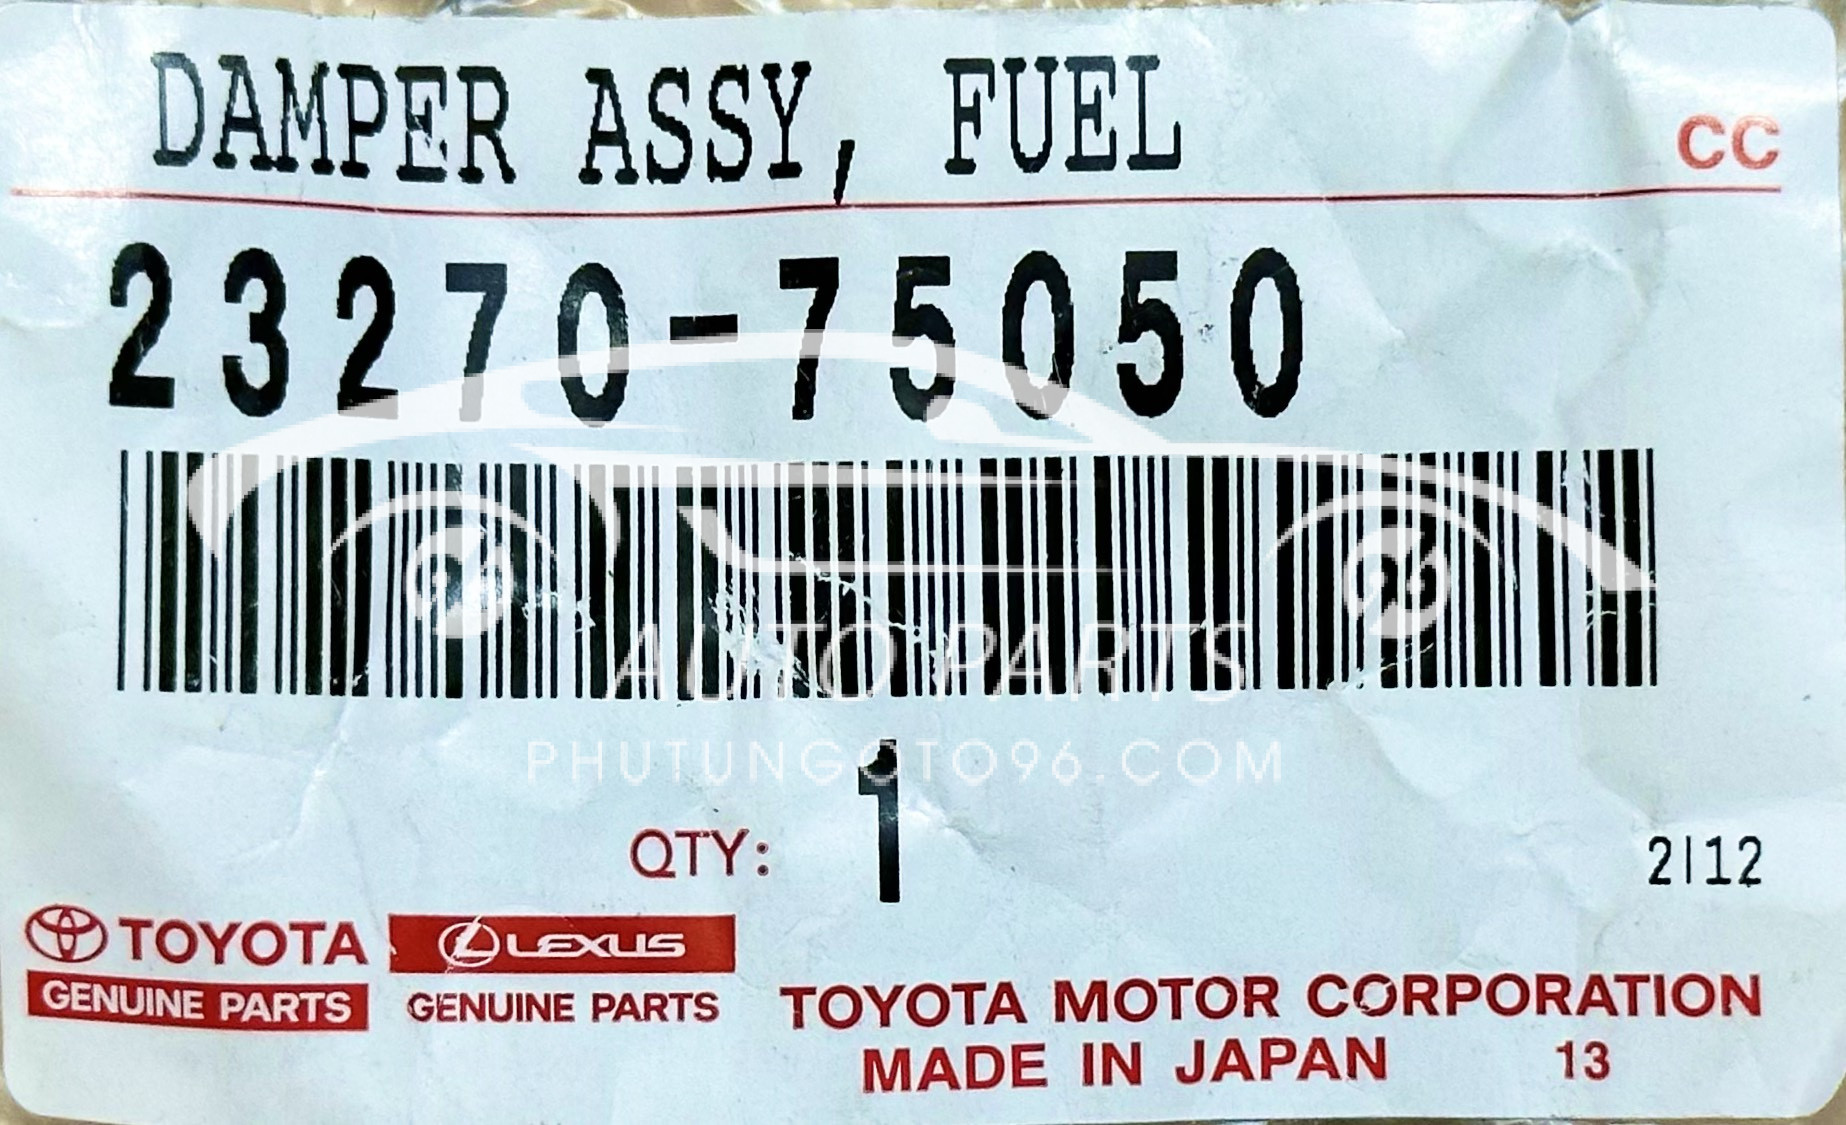 DAMPER ASSY, FUEL
CC
23270-75050
AUTO PARTS
PHUTUNGOTO96.COM
QTY: 1
2112
TOYOTA
GENUINE PARTS
LEXUS
GENUINE PARTS
TOYOTA MOTOR CORPORATION
MADE IN JAPAN 13